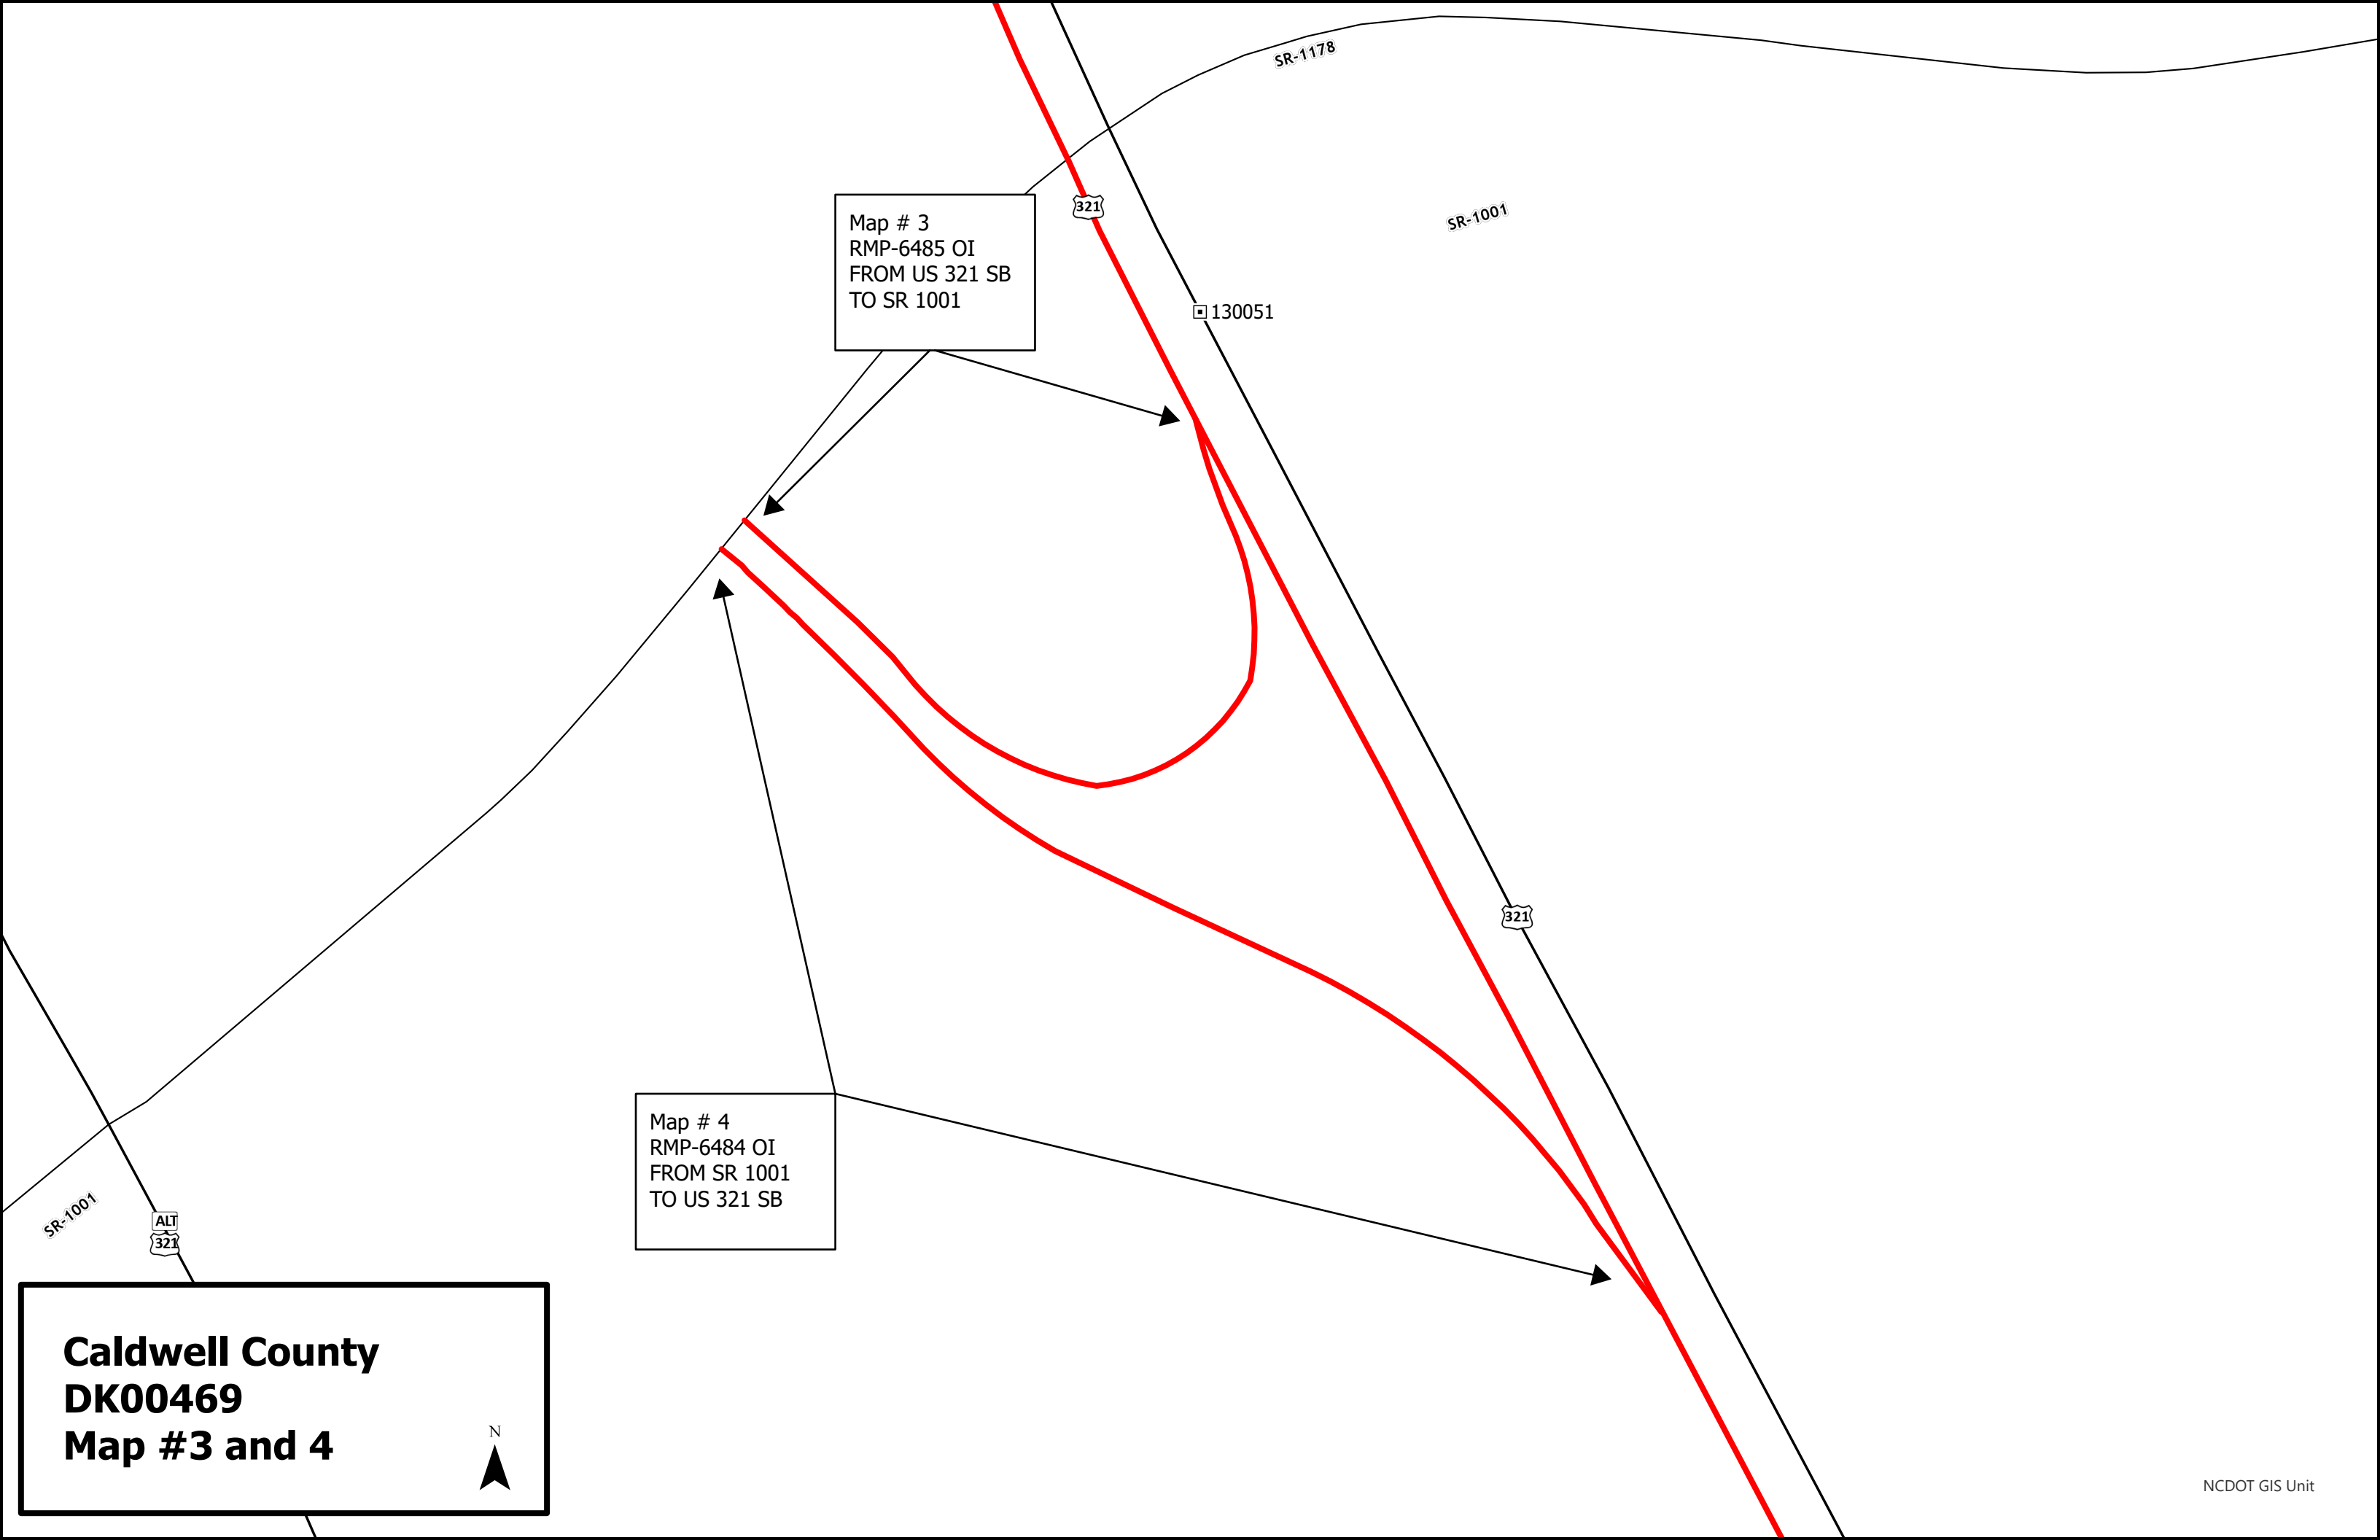 SR-1178
321
SR-1001
Map # 3
RMP-6485 OI
FROM US 321 SB
TO SR 1001
130051
321
Map # 4
RMP-6484 OI
FROM SR 1001
TO US 321 SB
SR-1001
ALT
321
Caldwell County
DK00469
Map #3 and 4
N
NCDOT GIS Unit